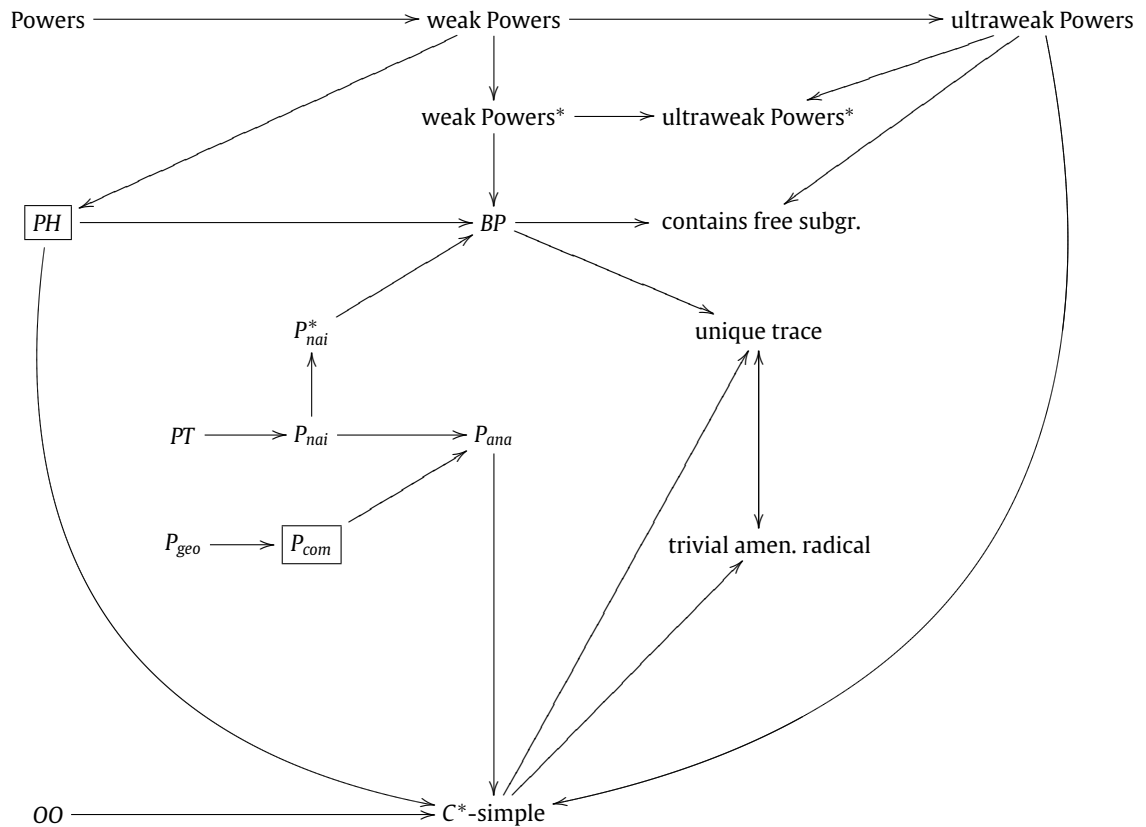 Powers weak Powers ultraweak Powers
weak Powers* ultraweak Powers*
PH BP contains free subgr.
P*nai unique trace
PT Pnai Pana
Pgeo Pcom trivial amen. radical
OO C*-simple